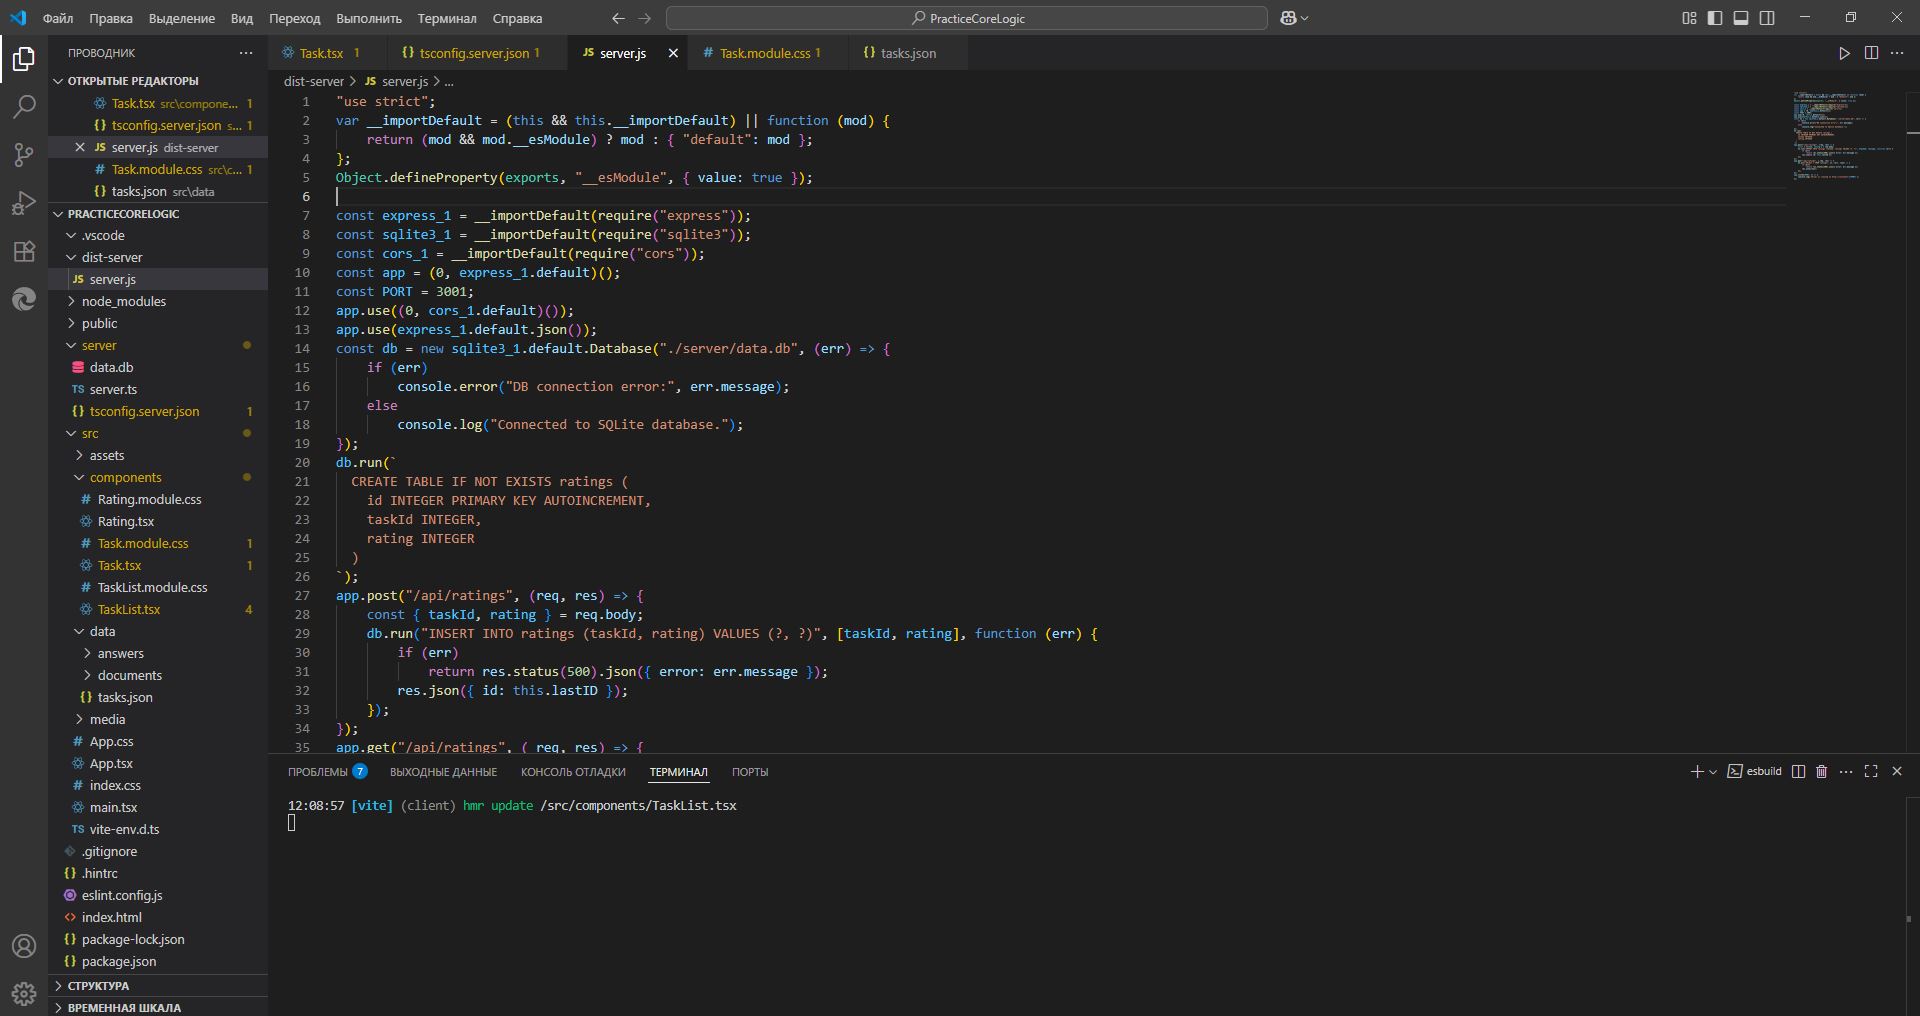 Файл Правка Выделение Вид Переход Выполнить Терминал Справка PracticeCoreLogic
ПРОВОДНИК
ОТКРЫТЫЕ РЕДАКТОРЫ
Task.tsx src\compone... 1
tsconfig.server.json s... 1
server.js dist-server
Task.module.css src\c... 1
tasks.json src\data
PRACTICECORELOGIC
.vscode
dist-server
server.js
node_modules
public
server
data.db
server.ts
tsconfig.server.json 1
src
assets
components
Rating.module.css
Rating.tsx
Task.module.css 1
Task.tsx 1
TaskList.module.css
TaskList.tsx 4
data
answers
documents
tasks.json
media
App.css
App.tsx
index.css
main.tsx
vite-env.d.ts
.gitignore
.hintrc
eslint.config.js
index.html
package-lock.json
package.json
СТРУКТУРА
ВРЕМЕННАЯ ШКАЛА
Task.tsx 1 tsconfig.server.json 1 server.js Task.module.css 1 tasks.json
dist-server > JS server.js > ...
1 "use strict";
2 var __importDefault = (this && this.__importDefault) || function (mod) {
3     return (mod && mod.__esModule) ? mod : { "default": mod };
4 };
5 Object.defineProperty(exports, "__esModule", { value: true });
6
7 const express_1 = __importDefault(require("express"));
8 const sqlite3_1 = __importDefault(require("sqlite3"));
9 const cors_1 = __importDefault(require("cors"));
10 const app = (0, express_1.default)();
11 const PORT = 3001;
12 app.use((0, cors_1.default)());
13 app.use(express_1.default.json());
14 const db = new sqlite3_1.default.Database("./server/data.db", (err) => {
15     if (err)
16         console.error("DB connection error:", err.message);
17     else
18         console.log("Connected to SQLite database.");
19 });
20 db.run(`
21   CREATE TABLE IF NOT EXISTS ratings (
22     id INTEGER PRIMARY KEY AUTOINCREMENT,
23     taskId INTEGER,
24     rating INTEGER
25   )
26 `);
27 app.post("/api/ratings", (req, res) => {
28     const { taskId, rating } = req.body;
29     db.run("INSERT INTO ratings (taskId, rating) VALUES (?, ?)", [taskId, rating], function (err) {
30         if (err)
31             return res.status(500).json({ error: err.message });
32         res.json({ id: this.lastID });
33     });
34 });
35 app.get("/api/ratings", (_req, res) => {
ПРОБЛЕМЫ 7 ВЫХОДНЫЕ ДАННЫЕ КОНСОЛЬ ОТЛАДКИ ТЕРМИНАЛ ПОРТЫ esbuild
12:08:57 [vite] (client) hmr update /src/components/TaskList.tsx